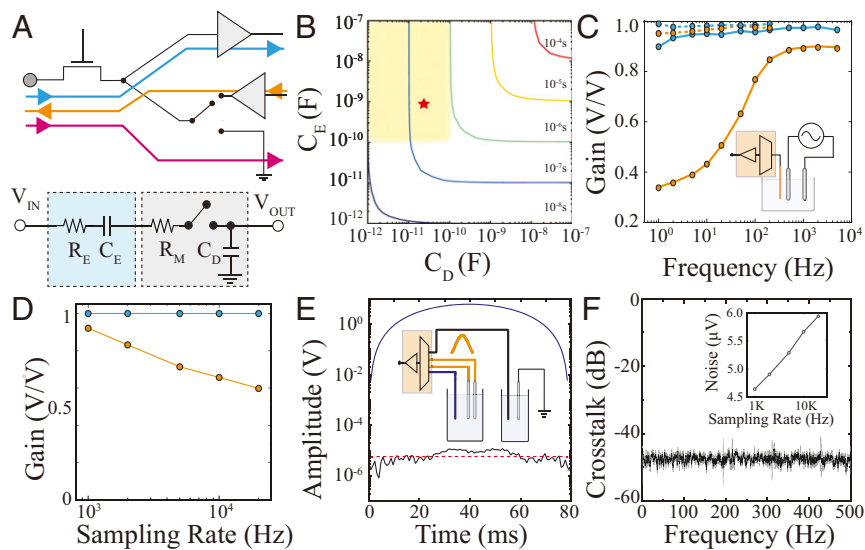 A
V_IN
R_E
C_E
R_M
C_D
V_OUT
B
C_E (F)
10^-7
10^-8
10^-9
10^-10
10^-11
10^-12
10^-4s
10^-5s
10^-6s
10^-7s
10^-8s
10^-12
10^-11
10^-10
10^-9
10^-8
10^-7
C_D (F)
C
Gain (V/V)
1.0
0.8
0.6
0.4
0.2
10^0
10^1
10^2
10^3
10^4
Frequency (Hz)
D
Gain (V/V)
1
0.5
0
10^3
10^4
Sampling Rate (Hz)
E
Amplitude (V)
10^0
10^-2
10^-4
10^-6
0
20
40
60
80
Time (ms)
F
Crosstalk (dB)
0
-20
-40
-60
Noise (μV)
6.0
5.5
5.0
4.5
1K
10K
Sampling Rate (Hz)
0
100
200
300
400
500
Frequency (Hz)